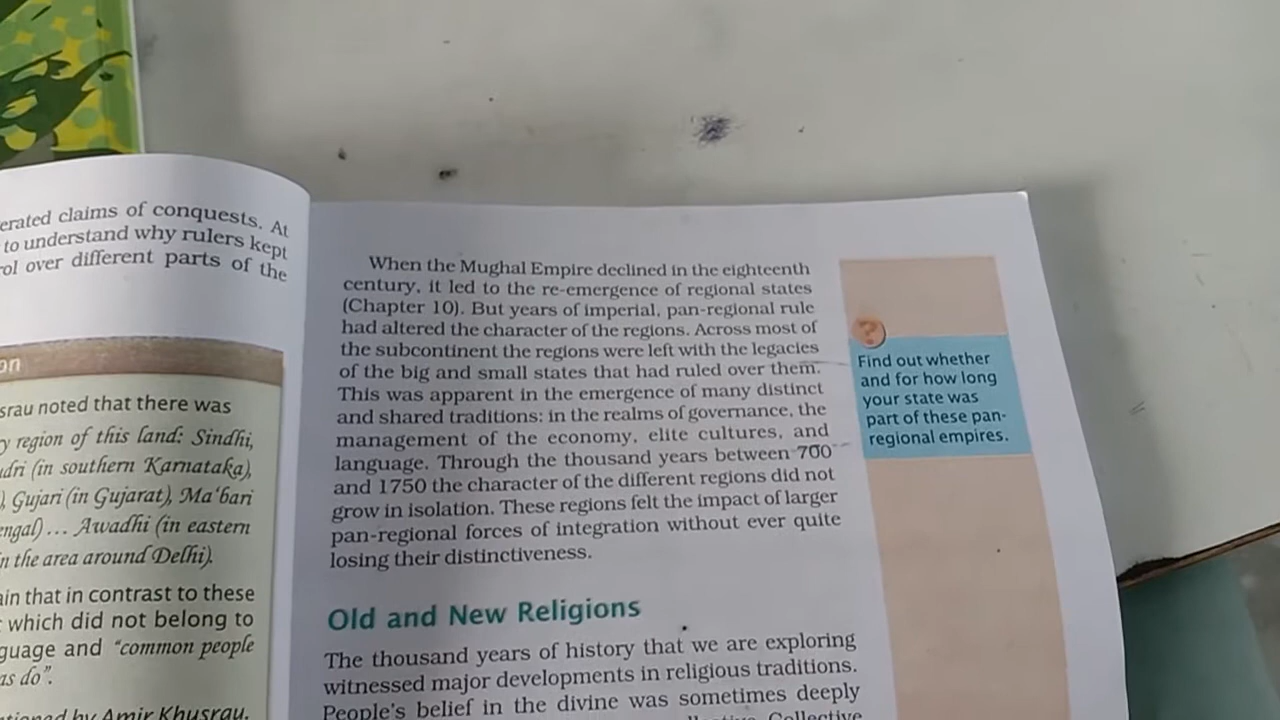 erated claims of conquests. At
to understand why rulers kept
rol over different parts of the
on
srau noted that there was
y region of this land: Sindhi,
dri (in southern Karnataka),
), Gujari (in Gujarat), Ma'bari
engal) ... Awadhi (in eastern
n the area around Delhi).
ain that in contrast to these
which did not belong to
guage and “common people
as do”.
tioned by Amir Khusrau.
When the Mughal Empire declined in the eighteenth
century, it led to the re-emergence of regional states
(Chapter 10). But years of imperial, pan-regional rule
had altered the character of the regions. Across most of
the subcontinent the regions were left with the legacies
of the big and small states that had ruled over them.
This was apparent in the emergence of many distinct
and shared traditions: in the realms of governance, the
management of the economy, elite cultures, and
language. Through the thousand years between 700
and 1750 the character of the different regions did not
grow in isolation. These regions felt the impact of larger
pan-regional forces of integration without ever quite
losing their distinctiveness.
Old and New Religions
The thousand years of history that we are exploring
witnessed major developments in religious traditions.
People's belief in the divine was sometimes deeply
Collective
?
Find out whether
and for how long
your state was
part of these pan-
regional empires.